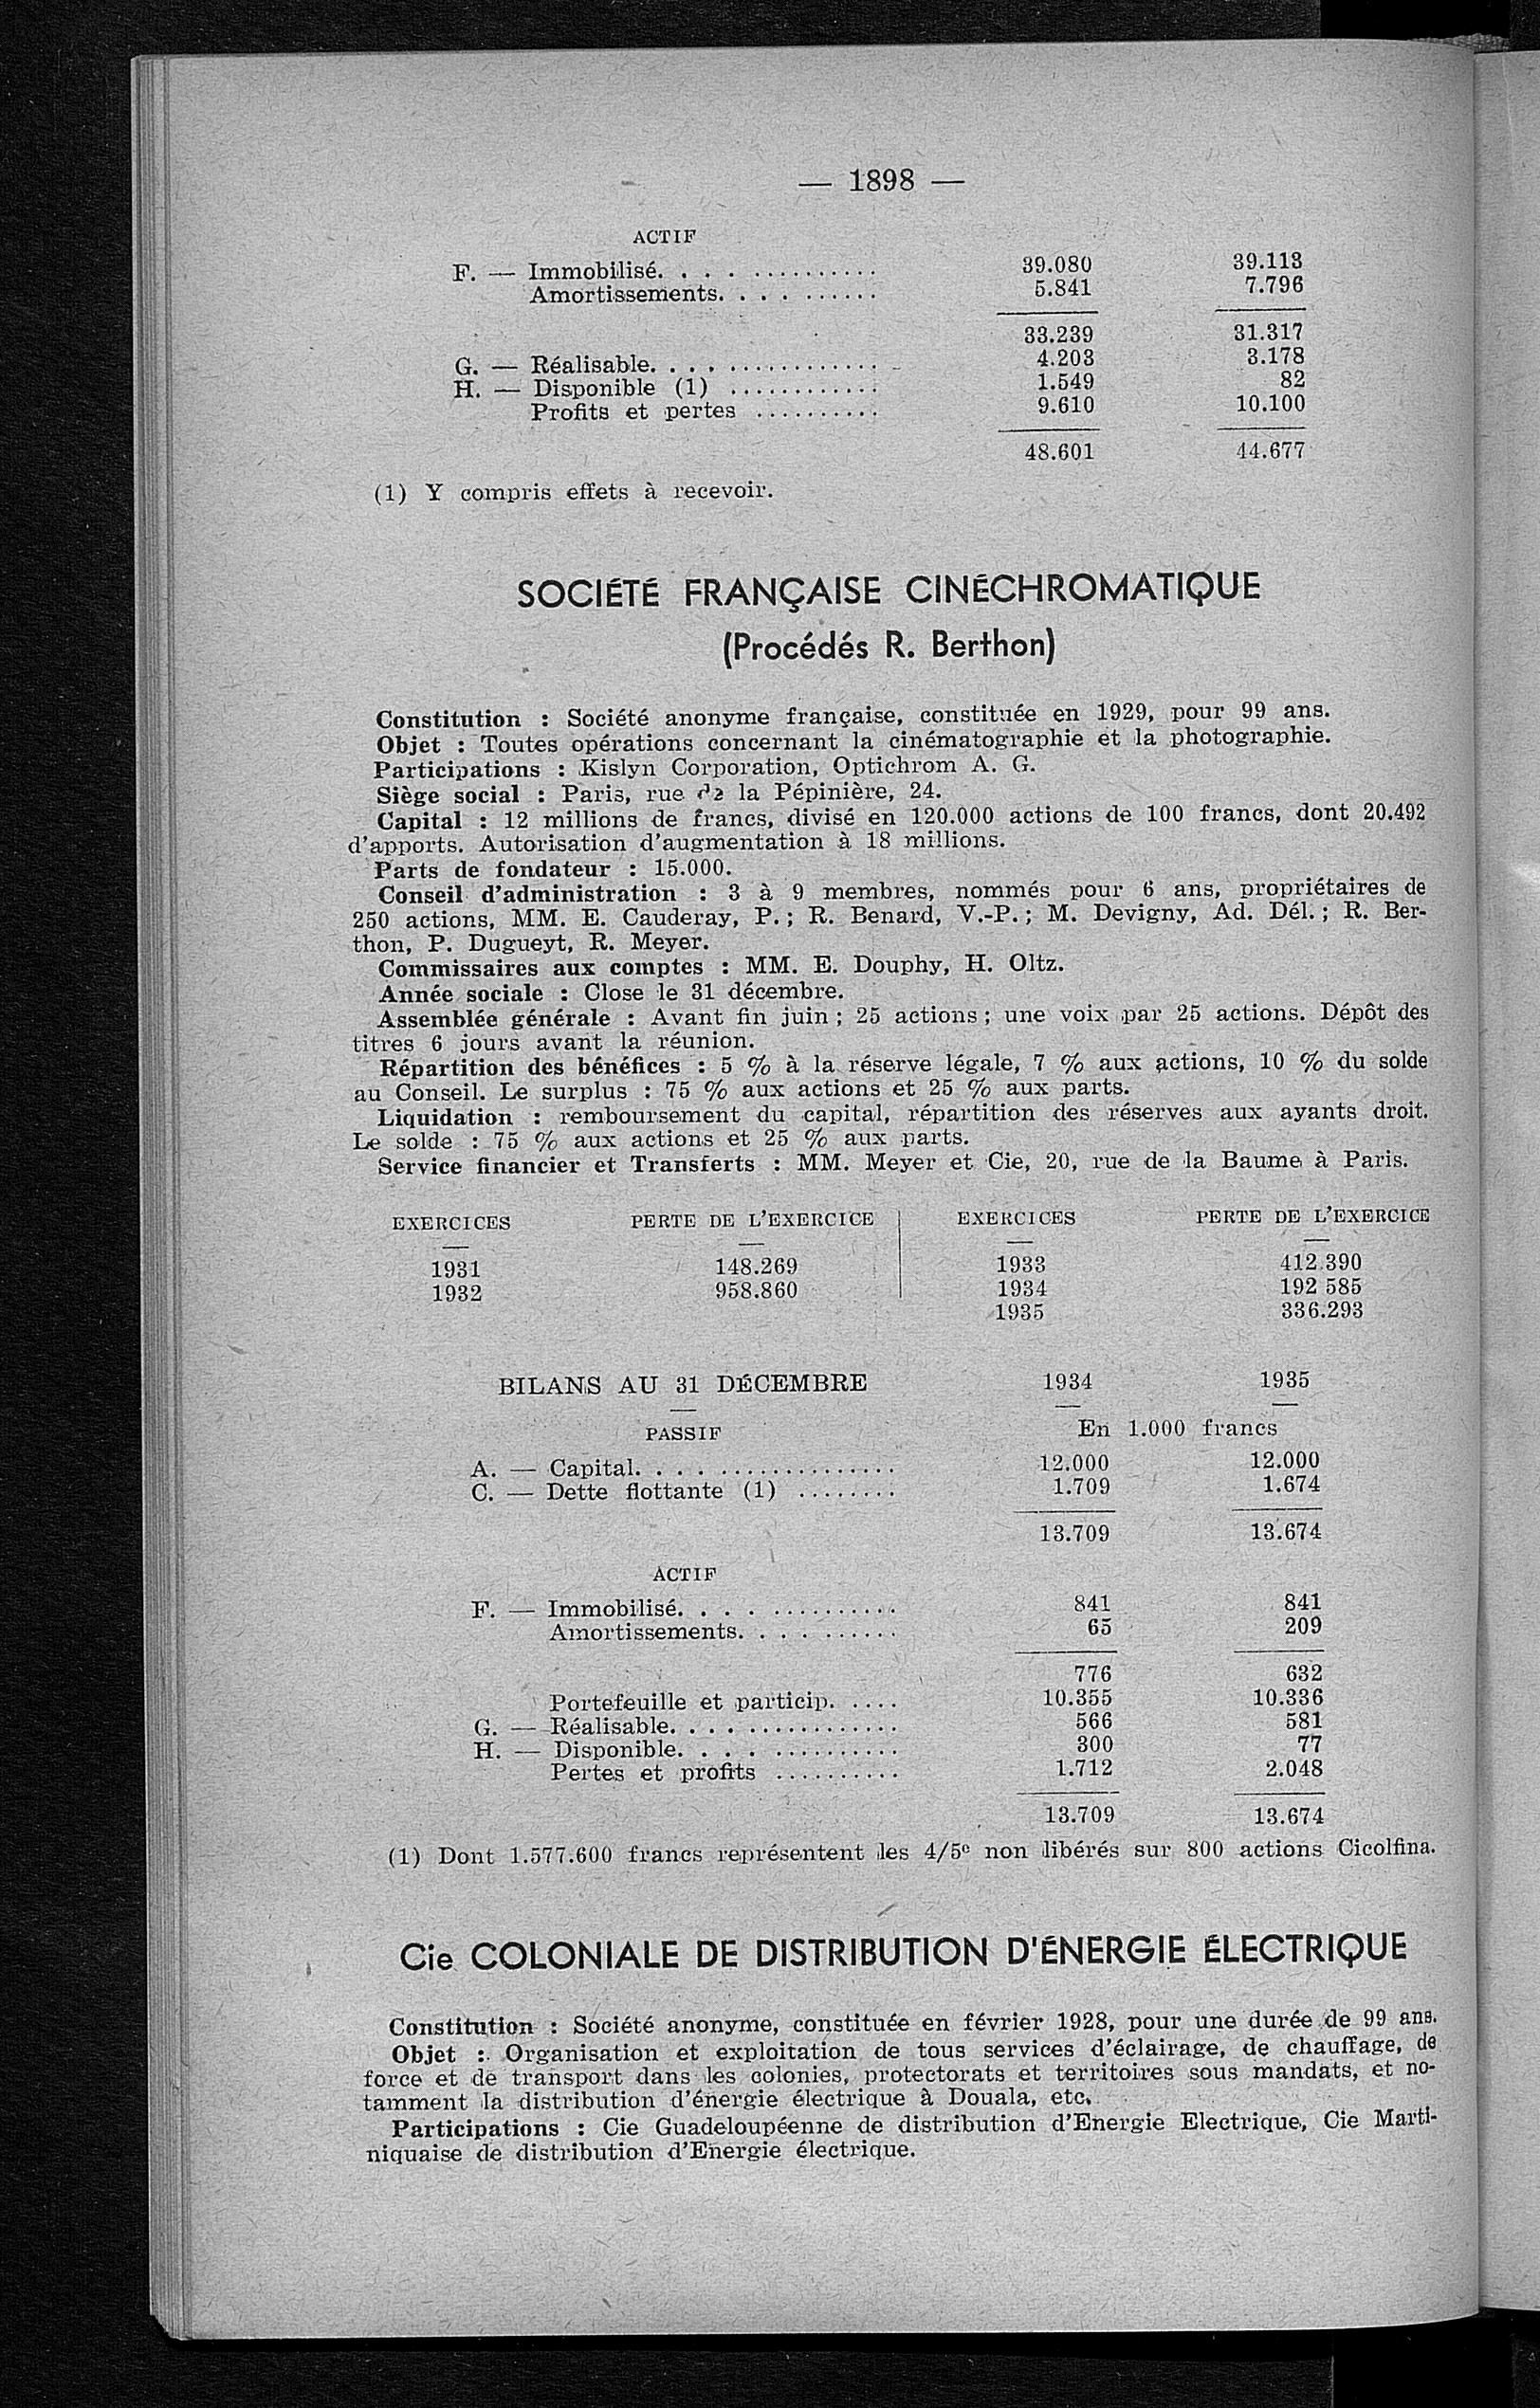 — 1898 —
ACTIF
F. — Immobilisé. . . . . . . . . . . . . . . 39.080 39.113
Amortissements. . . . . . . . . . 5.841 7.796
33.239 31.317
G. — Réalisable. . . . . . . . . . . . . . . . 4.203 3.178
H. — Disponible (1) . . . . . . . . . . . . 1.549 82
Profits et pertes . . . . . . . . . . 9.610 10.100
48.601 44.677
(1) Y compris effets à recevoir.
SOCIÉTÉ FRANÇAISE CINÉCHROMATIQUE
(Procédés R. Berthon)
Constitution : Société anonyme française, constituée en 1929, pour 99 ans.
Objet : Toutes opérations concernant la cinématographie et la photographie.
Participations : Kislyn Corporation, Optichrom A. G.
Siège social : Paris, rue de la Pépinière, 24.
Capital : 12 millions de francs, divisé en 120.000 actions de 100 francs, dont 20.492
d'apports. Autorisation d'augmentation à 18 millions.
Parts de fondateur : 15.000.
Conseil d'administration : 3 à 9 membres, nommés pour 6 ans, propriétaires de
250 actions, MM. E. Cauderay, P.; R. Benard, V.-P.; M. Devigny, Ad. Dél.; R. Ber-
thon, P. Dugueyt, R. Meyer.
Commissaires aux comptes : MM. E. Douphy, H. Oltz.
Année sociale : Close le 31 décembre.
Assemblée générale : Avant fin juin; 25 actions; une voix par 25 actions. Dépôt des
titres 6 jours avant la réunion.
Répartition des bénéfices : 5 % à la réserve légale, 7 % aux actions, 10 % du solde
au Conseil. Le surplus : 75 % aux actions et 25 % aux parts.
Liquidation : remboursement du capital, répartition des réserves aux ayants droit.
Le solde : 75 % aux actions et 25 % aux parts.
Service financier et Transferts : MM. Meyer et Cie, 20, rue de la Baume à Paris.
EXERCICES PERTE DE L'EXERCICE EXERCICES PERTE DE L'EXERCICE
1931 148.269 1933 412.390
1932 958.860 1934 192 585
1935 336.293
BILANS AU 31 DÉCEMBRE 1934 1935
PASSIF En 1.000 francs
A. — Capital. . . . . . . . . . . . . . . . . . 12.000 12.000
C. — Dette flottante (1) . . . . . . . . 1.709 1.674
13.709 13.674
ACTIF
F. — Immobilisé. . . . . . . . . . . . . . . 841 841
Amortissements. . . . . . . . . . 65 209
776 632
Portefeuille et particip. . . . . 10.355 10.336
G. — Réalisable. . . . . . . . . . . . . . . . 566 581
H. — Disponible. . . . . . . . . . . . . . . 300 77
Pertes et profits . . . . . . . . . . 1.712 2.048
13.709 13.674
(1) Dont 1.577.600 francs représentent les 4/5e non libérés sur 800 actions Cicolfina.
Cie COLONIALE DE DISTRIBUTION D'ÉNERGIE ÉLECTRIQUE
Constitution : Société anonyme, constituée en février 1928, pour une durée de 99 ans.
Objet : Organisation et exploitation de tous services d'éclairage, de chauffage, de
force et de transport dans les colonies, protectorats et territoires sous mandats, et no-
tamment la distribution d'énergie électrique à Douala, etc.
Participations : Cie Guadeloupéenne de distribution d'Energie Electrique, Cie Marti-
niquaise de distribution d'Energie électrique.